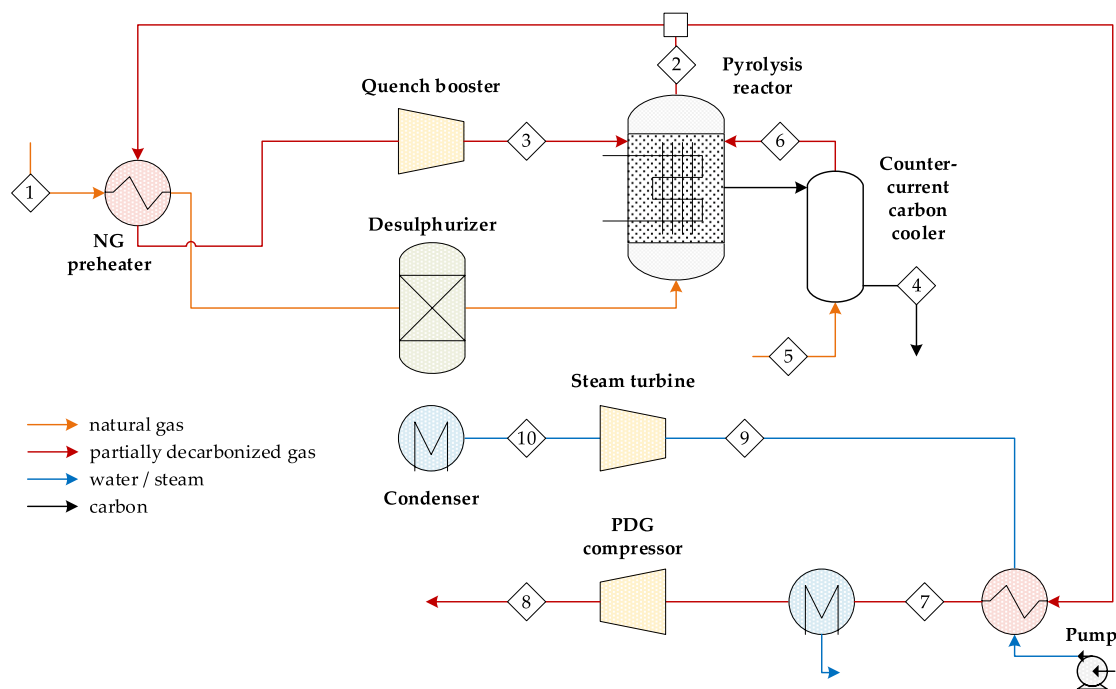 2
Pyrolysis
reactor
Quench booster
3
6
Counter-
current
carbon
cooler
1
NG
preheater
Desulphurizer
4
5
Steam turbine
natural gas
partially decarbonized gas
water / steam
carbon
10
9
Condenser
PDG
compressor
8
7
Pump